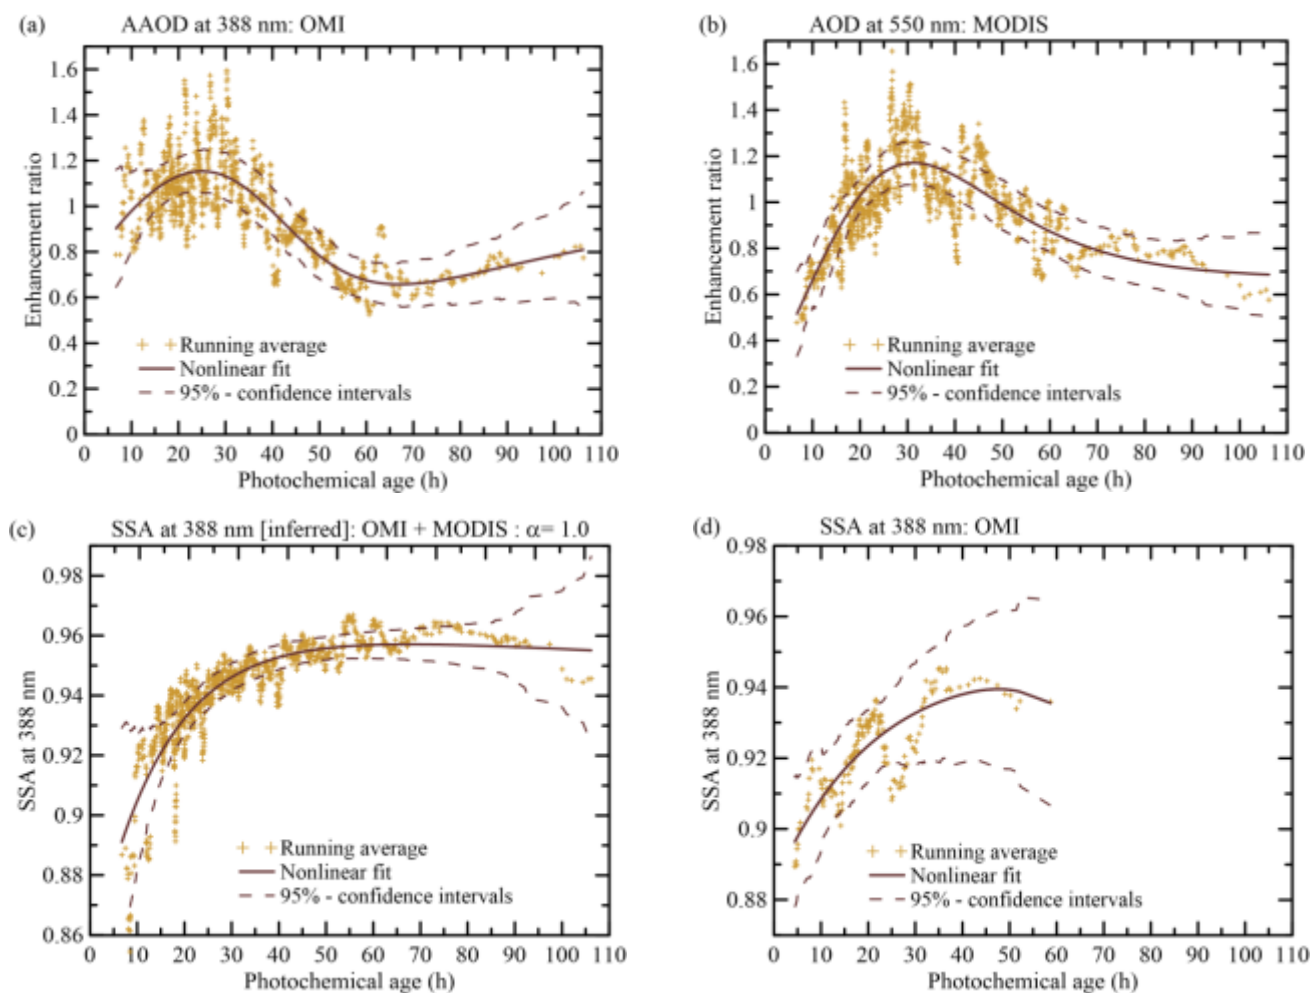 (a) AAOD at 388 nm: OMI
Enhancement ratio
1.6
1.4
1.2
1
0.8
0.6
0.4
0.2
0
Running average
Nonlinear fit
95% - confidence intervals
0 10 20 30 40 50 60 70 80 90 100 110
Photochemical age (h)
(b) AOD at 550 nm: MODIS
Enhancement ratio
1.6
1.4
1.2
1
0.8
0.6
0.4
0.2
0
Running average
Nonlinear fit
95% - confidence intervals
0 10 20 30 40 50 60 70 80 90 100 110
Photochemical age (h)
(c) SSA at 388 nm [inferred]: OMI + MODIS : α= 1.0
SSA at 388 nm
0.98
0.96
0.94
0.92
0.9
0.88
0.86
Running average
Nonlinear fit
95% - confidence intervals
0 10 20 30 40 50 60 70 80 90 100 110
Photochemical age (h)
(d) SSA at 388 nm: OMI
SSA at 388 nm
0.98
0.96
0.94
0.92
0.9
0.88
Running average
Nonlinear fit
95% - confidence intervals
0 10 20 30 40 50 60 70 80 90 100 110
Photochemical age (h)